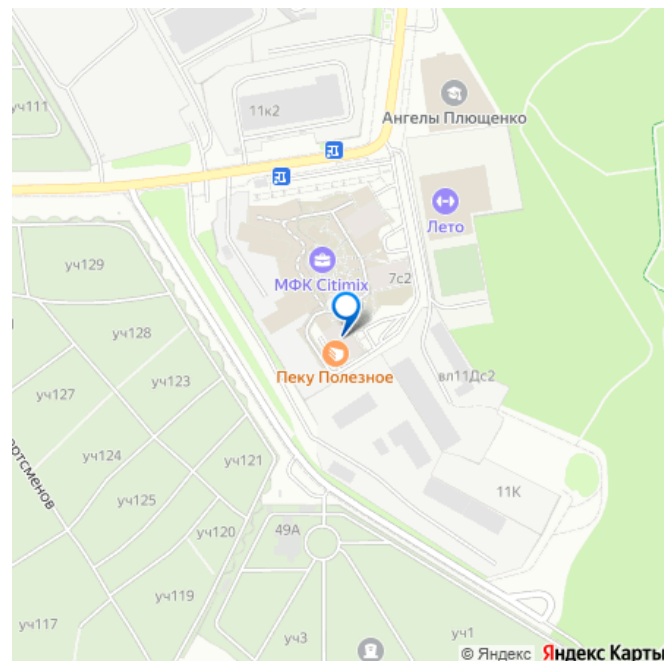 уч111
11к2
Ангелы Плющенко
Лето
уч129
МФК Citimix
7с2
уч128
Пеку Полезное
вл11Дс2
уч127
уч123
ртсменов
уч124
уч121
уч125
11К
уч120
49А
уч119
уч117
уч3
уч1
© Яндекс Яндекс Карты